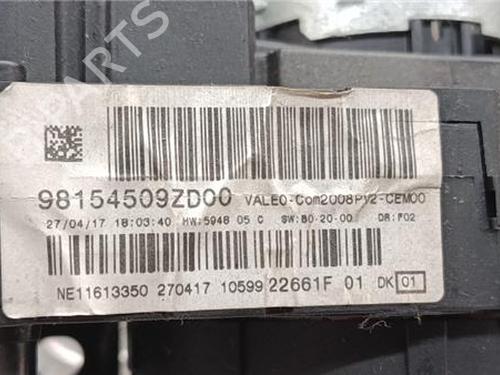 98154509ZD00 VALEO-Com2008PV2-CEM00
27/04/17 18:03:40 HW:5948 05 C SW:80-20-00 DR:F02
NE11613350 270417 10599 22661F 01 DK 01